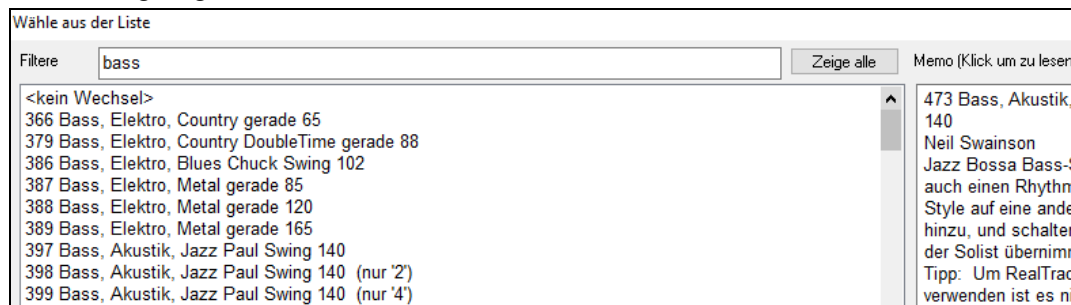 Wähle aus der Liste
Filtere bass Zeige alle Memo (Klick um zu lesen
<kein Wechsel>
366 Bass, Elektro, Country gerade 65
379 Bass, Elektro, Country DoubleTime gerade 88
386 Bass, Elektro, Blues Chuck Swing 102
387 Bass, Elektro, Metal gerade 85
388 Bass, Elektro, Metal gerade 120
389 Bass, Elektro, Metal gerade 165
397 Bass, Akustik, Jazz Paul Swing 140
398 Bass, Akustik, Jazz Paul Swing 140 (nur '2')
399 Bass, Akustik, Jazz Paul Swing 140 (nur '4')
473 Bass, Akustik,
140
Neil Swainson
Jazz Bossa Bass-
auch einen
Style auf eine
hinzu, und
der Solist
Tipp: Um
verwenden ist es